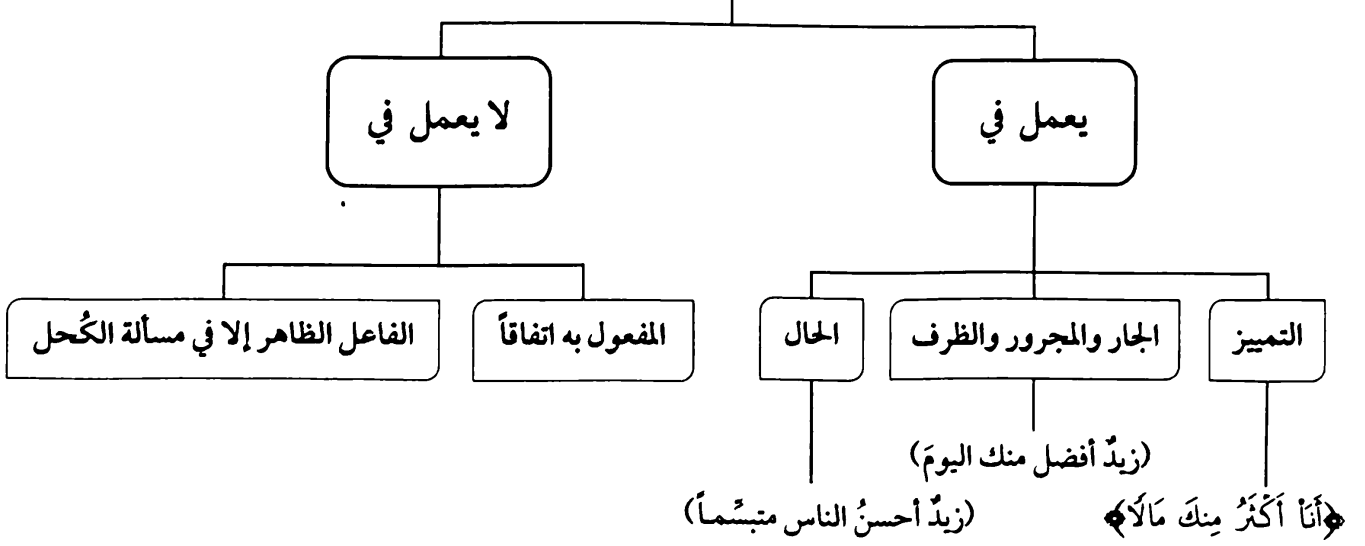 يعمل في
لا يعمل في
التمييز
الجار والمجرور والظرف
الحال
المفعول به اتفاقاً
الفاعل الظاهر إلا في مسألة الكُحل
(زيدٌ أفضل منك اليومَ)
﴿أَنَا۠ أَكْثَرُ مِنكَ مَالًا﴾
(زيدٌ أحسنُ الناس متبسِّماً)